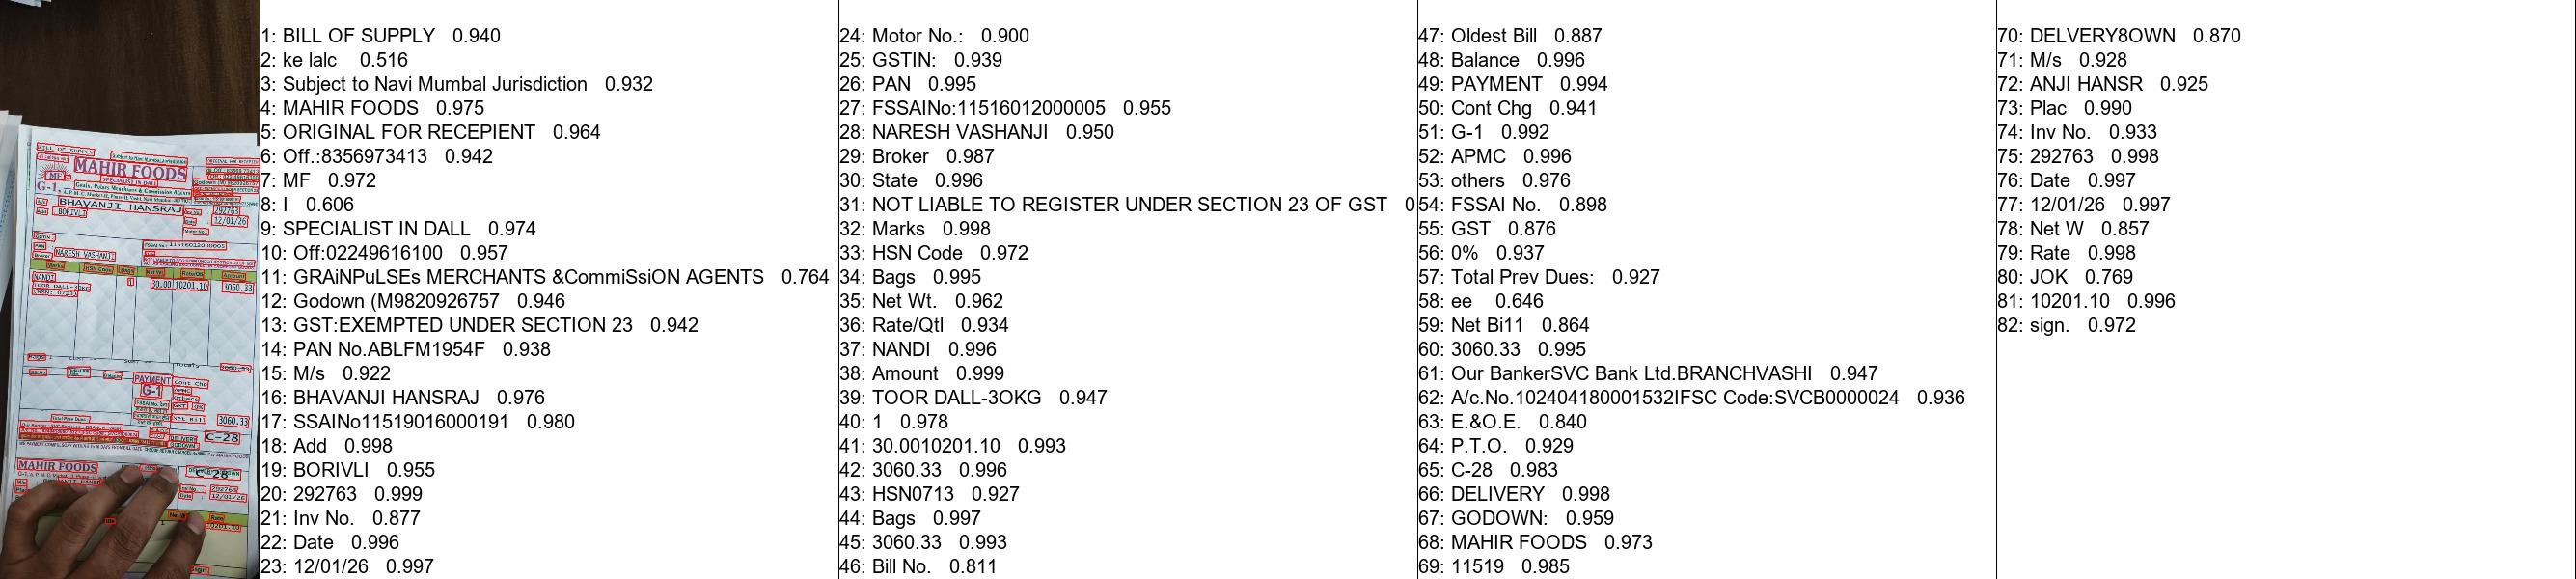 1: BILL OF SUPPLY 0.940
2: ke lalc 0.516
3: Subject to Navi Mumbal Jurisdiction 0.932
4: MAHIR FOODS 0.975
5: ORIGINAL FOR RECEPIENT 0.964
6: Off.:8356973413 0.942
7: MF 0.972
8: I 0.606
9: SPECIALIST IN DALL 0.974
10: Off:02249616100 0.957
11: GRAiNPuLSEs MERCHANTS &CommiSsiON AGENTS 0.764
12: Godown (M9820926757 0.946
13: GST:EXEMPTED UNDER SECTION 23 0.942
14: PAN No.ABLFM1954F 0.938
15: M/s 0.922
16: BHAVANJI HANSRAJ 0.976
17: SSAINo11519016000191 0.980
18: Add 0.998
19: BORIVLI 0.955
20: 292763 0.999
21: Inv No. 0.877
22: Date 0.996
23: 12/01/26 0.997
24: Motor No.: 0.900
25: GSTIN: 0.939
26: PAN 0.995
27: FSSAINo:11516012000005 0.955
28: NARESH VASHANJI 0.950
29: Broker 0.987
30: State 0.996
31: NOT LIABLE TO REGISTER UNDER SECTION 23 OF GST 0
32: Marks 0.998
33: HSN Code 0.972
34: Bags 0.995
35: Net Wt. 0.962
36: Rate/Qtl 0.934
37: NANDI 0.996
38: Amount 0.999
39: TOOR DALL-3OKG 0.947
40: 1 0.978
41: 30.0010201.10 0.993
42: 3060.33 0.996
43: HSN0713 0.927
44: Bags 0.997
45: 3060.33 0.993
46: Bill No. 0.811
47: Oldest Bill 0.887
48: Balance 0.996
49: PAYMENT 0.994
50: Cont Chg 0.941
51: G-1 0.992
52: APMC 0.996
53: others 0.976
54: FSSAI No. 0.898
55: GST 0.876
56: 0% 0.937
57: Total Prev Dues: 0.927
58: ee 0.646
59: Net Bi11 0.864
60: 3060.33 0.995
61: Our BankerSVC Bank Ltd.BRANCHVASHI 0.947
62: A/c.No.102404180001532IFSC Code:SVCB0000024 0.936
63: E.&O.E. 0.840
64: P.T.O. 0.929
65: C-28 0.983
66: DELIVERY 0.998
67: GODOWN: 0.959
68: MAHIR FOODS 0.973
69: 11519 0.985
70: DELVERY8OWN 0.870
71: M/s 0.928
72: ANJI HANSR 0.925
73: Plac 0.990
74: Inv No. 0.933
75: 292763 0.998
76: Date 0.997
77: 12/01/26 0.997
78: Net W 0.857
79: Rate 0.998
80: JOK 0.769
81: 10201.10 0.996
82: sign. 0.972